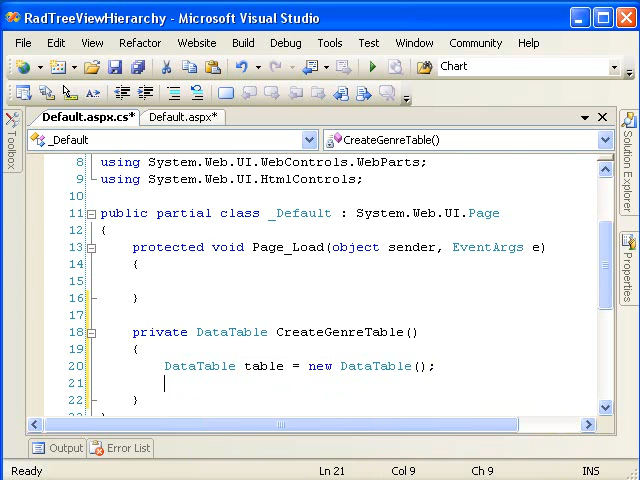 RadTreeViewHierarchy - Microsoft Visual Studio
File Edit View Refactor Website Build Debug Tools Test Window Community Help
Chart
Default.aspx.cs* Default.aspx*
_Default CreateGenreTable()
Toolbox
Solution Explorer
Properties
8 using System.Web.UI.WebControls.WebParts;
9 using System.Web.UI.HtmlControls;
10
11 public partial class _Default : System.Web.UI.Page
12 {
13 protected void Page_Load(object sender, EventArgs e)
14 {
15
16 }
17
18 private DataTable CreateGenreTable()
19 {
20 DataTable table = new DataTable();
21
22 }
Output Error List
Ready Ln 21 Col 9 Ch 9 INS